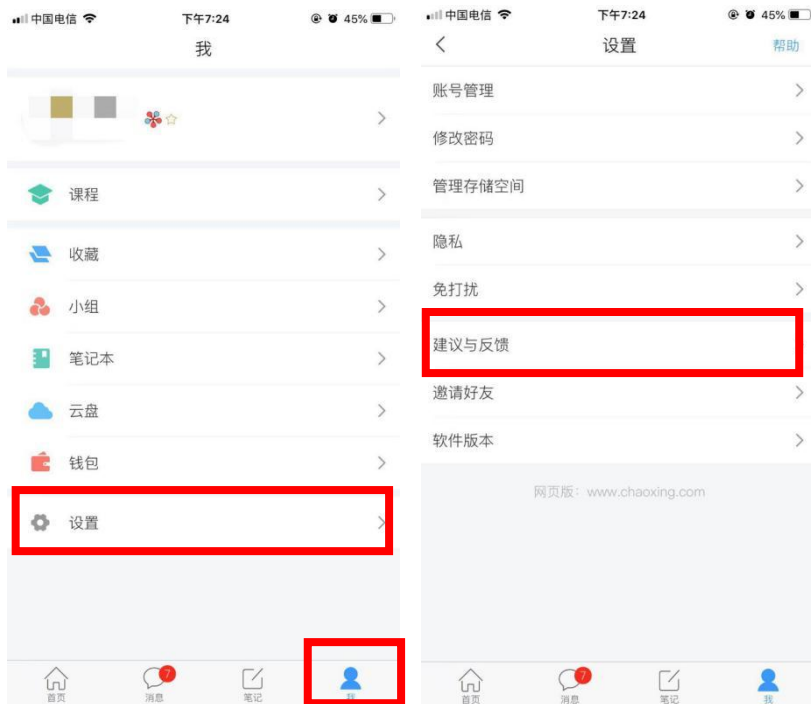 中国电信 下午7:24 45%
我
课程
收藏
小组
笔记本
云盘
钱包
设置
首页 消息 7 笔记 我
中国电信 下午7:24 45%
设置 帮助
账号管理
修改密码
管理存储空间
隐私
免打扰
建议与反馈
邀请好友
软件版本
网页版：www.chaoxing.com
首页 消息 7 笔记 我